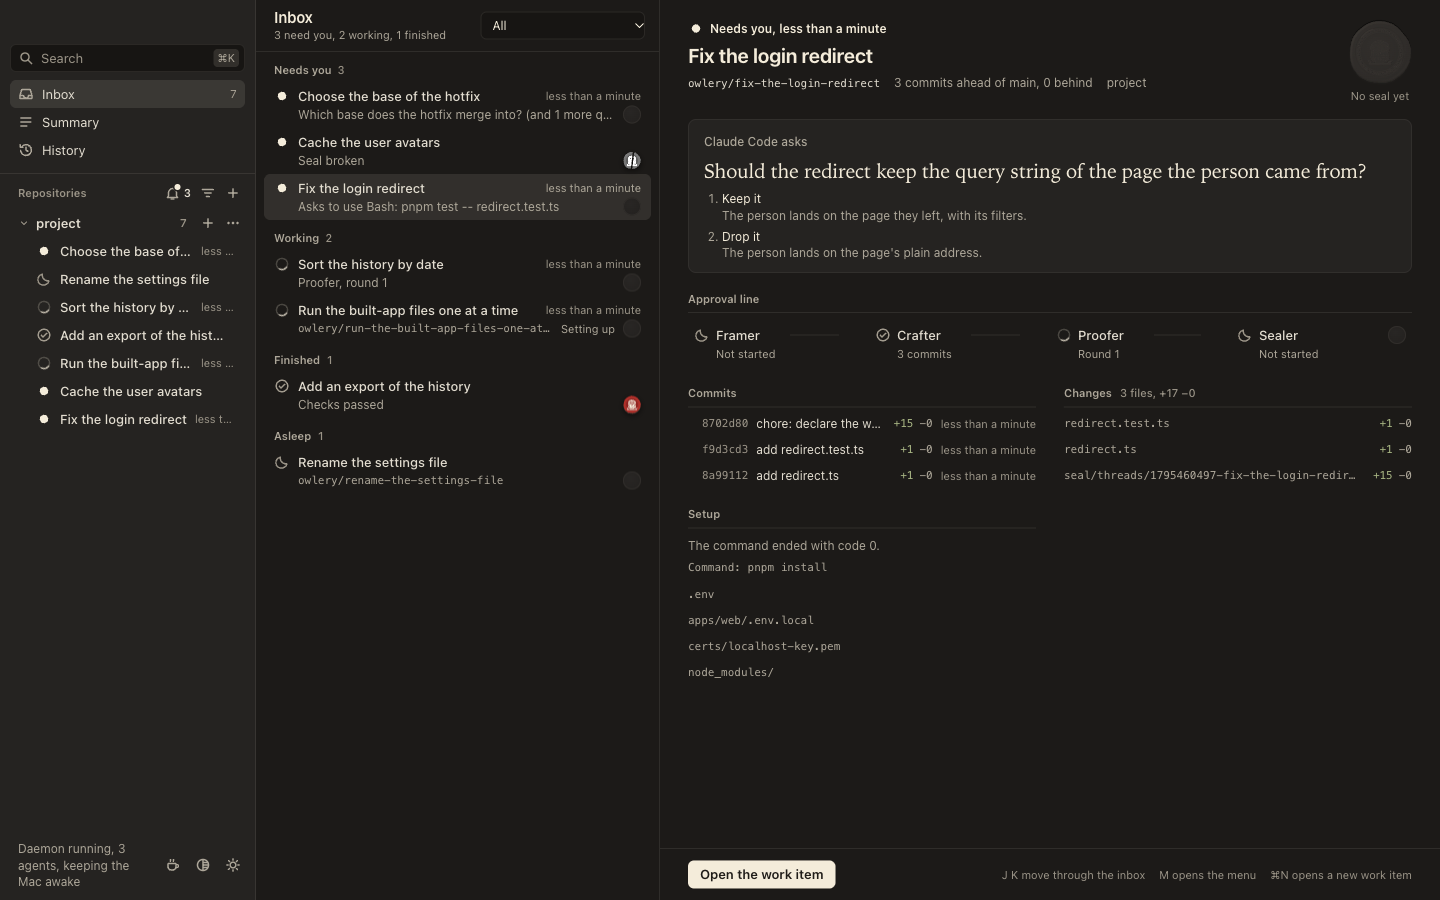 Search ⌘K
Inbox 7
Summary
History
Repositories 3
project 7
Choose the base of... less ...
Rename the settings file
Sort the history by ... less ...
Add an export of the hist...
Run the built-app fi... less ...
Cache the user avatars
Fix the login redirect less t...
Daemon running, 3
agents, keeping the
Mac awake
Inbox
3 need you, 2 working, 1 finished
All
Needs you 3
Choose the base of the hotfix less than a minute
Which base does the hotfix merge into? (and 1 more q...
Cache the user avatars
Seal broken
Fix the login redirect less than a minute
Asks to use Bash: pnpm test -- redirect.test.ts
Working 2
Sort the history by date less than a minute
Proofer, round 1
Run the built-app files one at a time less than a minute
owlery/run-the-built-app-files-one-at... Setting up
Finished 1
Add an export of the history
Checks passed
Asleep 1
Rename the settings file
owlery/rename-the-settings-file
Needs you, less than a minute
Fix the login redirect
owlery/fix-the-login-redirect 3 commits ahead of main, 0 behind project
No seal yet
Claude Code asks
Should the redirect keep the query string of the page the person came from?
1. Keep it
The person lands on the page they left, with its filters.
2. Drop it
The person lands on the page's plain address.
Approval line
Framer Crafter Proofer Sealer
Not started 3 commits Round 1 Not started
Commits
8702d80 chore: declare the w... +15 −0 less than a minute
f9d3cd3 add redirect.test.ts +1 −0 less than a minute
8a99112 add redirect.ts +1 −0 less than a minute
Changes 3 files, +17 −0
redirect.test.ts +1 −0
redirect.ts +1 −0
seal/threads/1795460497-fix-the-login-redir... +15 −0
Setup
The command ended with code 0.
Command: pnpm install
.env
apps/web/.env.local
certs/localhost-key.pem
node_modules/
Open the work item
J K move through the inbox M opens the menu ⌘N opens a new work item